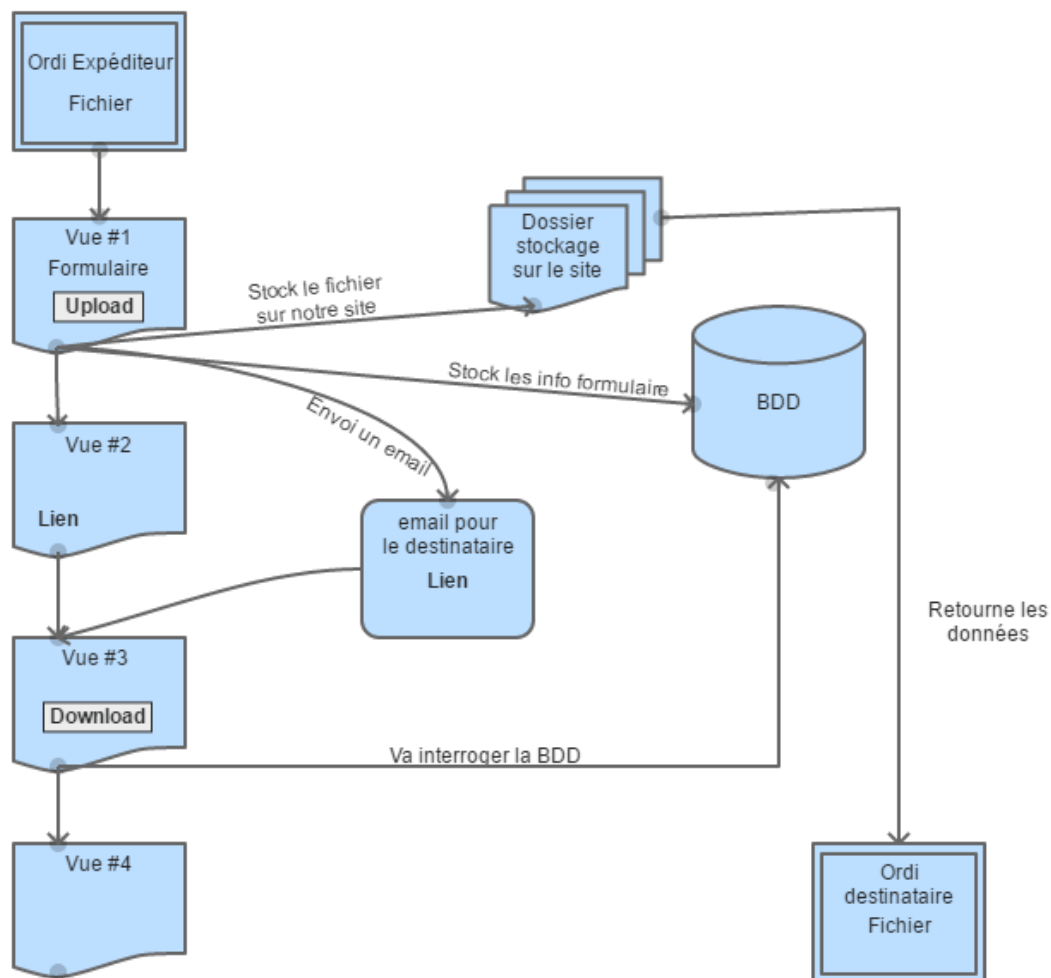 Ordi Expéditeur
Fichier
Vue #1
Formulaire
Upload
Dossier
stockage
sur le site
Stock le fichier
sur notre site
Stock les info formulaire
BDD
Envoi un email
Vue #2
Lien
email pour
le destinataire
Lien
Retourne les
données
Vue #3
Download
Va interroger la BDD
Vue #4
Ordi
destinataire
Fichier